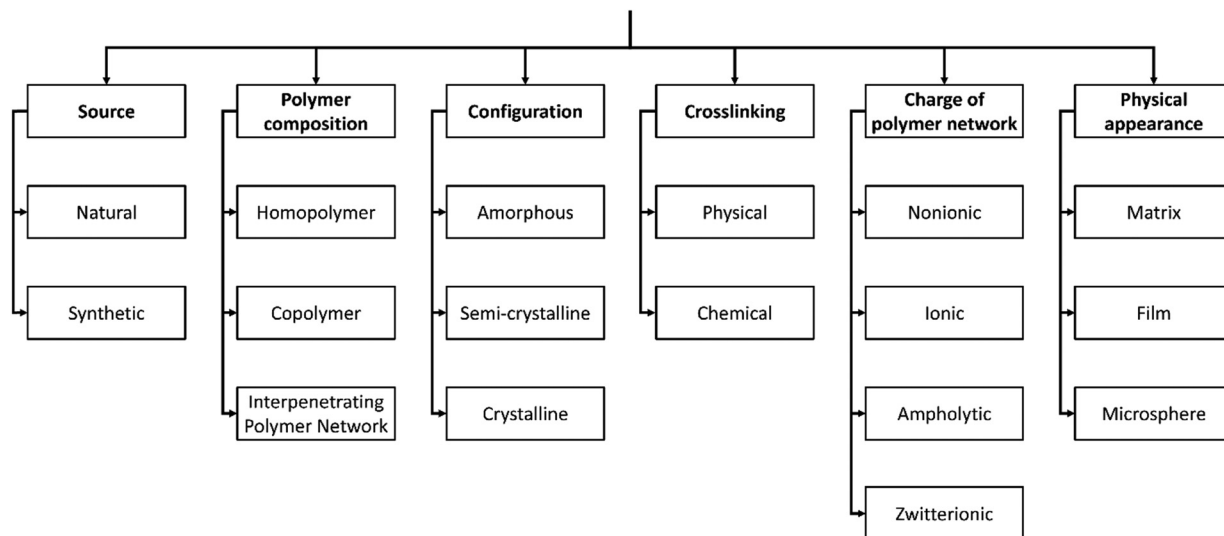 Source
Polymer
composition
Configuration
Crosslinking
Charge of
polymer network
Physical
appearance
Natural
Homopolymer
Amorphous
Physical
Nonionic
Matrix
Synthetic
Copolymer
Semi-crystalline
Chemical
Ionic
Film
Interpenetrating
Polymer Network
Crystalline
Ampholytic
Microsphere
Zwitterionic